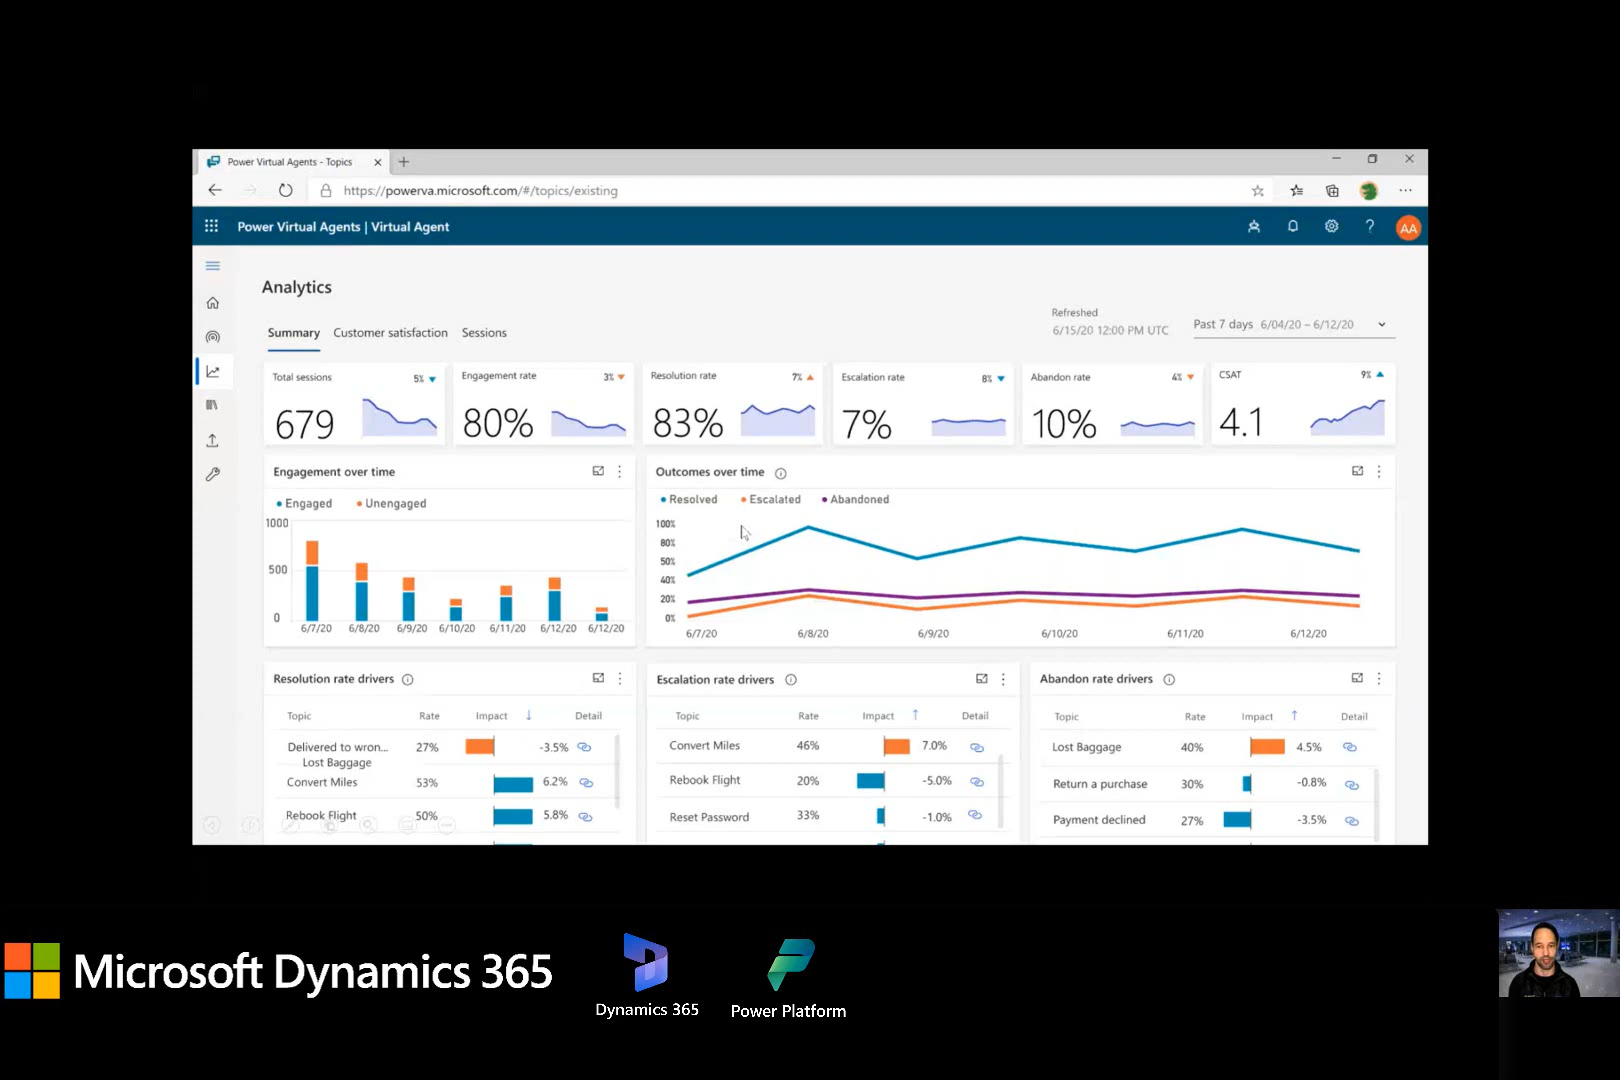 Power Virtual Agents - Topics
https://powerva.microsoft.com/#/topics/existing
Power Virtual Agents | Virtual Agent
AA
Analytics
Summary Customer satisfaction Sessions
Refreshed
6/15/20 12:00 PM UTC
Past 7 days 6/04/20 – 6/12/20
Total sessions 5%
679
Engagement rate 3%
80%
Resolution rate 7%
83%
Escalation rate 8%
7%
Abandon rate 4%
10%
CSAT 9%
4.1
Engagement over time
Engaged Unengaged
1000
500
0
6/7/20 6/8/20 6/9/20 6/10/20 6/11/20 6/12/20 6/12/20
Outcomes over time
Resolved Escalated Abandoned
100%
80%
50%
40%
20%
0%
6/7/20 6/8/20 6/9/20 6/10/20 6/11/20 6/12/20
Resolution rate drivers
Topic Rate Impact Detail
Delivered to wron... 27% -3.5%
Lost Baggage
Convert Miles 53% 6.2%
Rebook Flight 50% 5.8%
Escalation rate drivers
Topic Rate Impact Detail
Convert Miles 46% 7.0%
Rebook Flight 20% -5.0%
Reset Password 33% -1.0%
Abandon rate drivers
Topic Rate Impact Detail
Lost Baggage 40% 4.5%
Return a purchase 30% -0.8%
Payment declined 27% -3.5%
Microsoft Dynamics 365
Dynamics 365
Power Platform